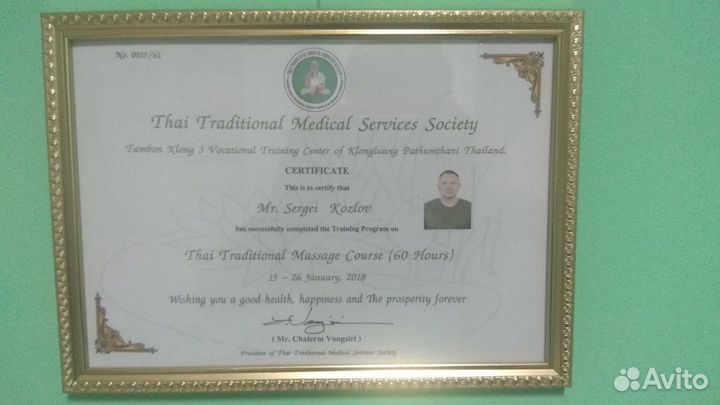 No. 0015/61
Thai Traditional Medical Services Society
Tambon Klong 3 Vocational Training Center of Klongluang Pathumthani Thailand.
CERTIFICATE
This is to certify that
Mr. Sergei Kozlov
has successfully completed the Training Program on
Thai Traditional Massage Course (60 Hours)
15 – 26 January, 2018
Wishing you a good health, happiness and The prosperity forever
( Mr. Chalerm Vongsiri )
President of Thai Traditional Medical Services Society
Avito